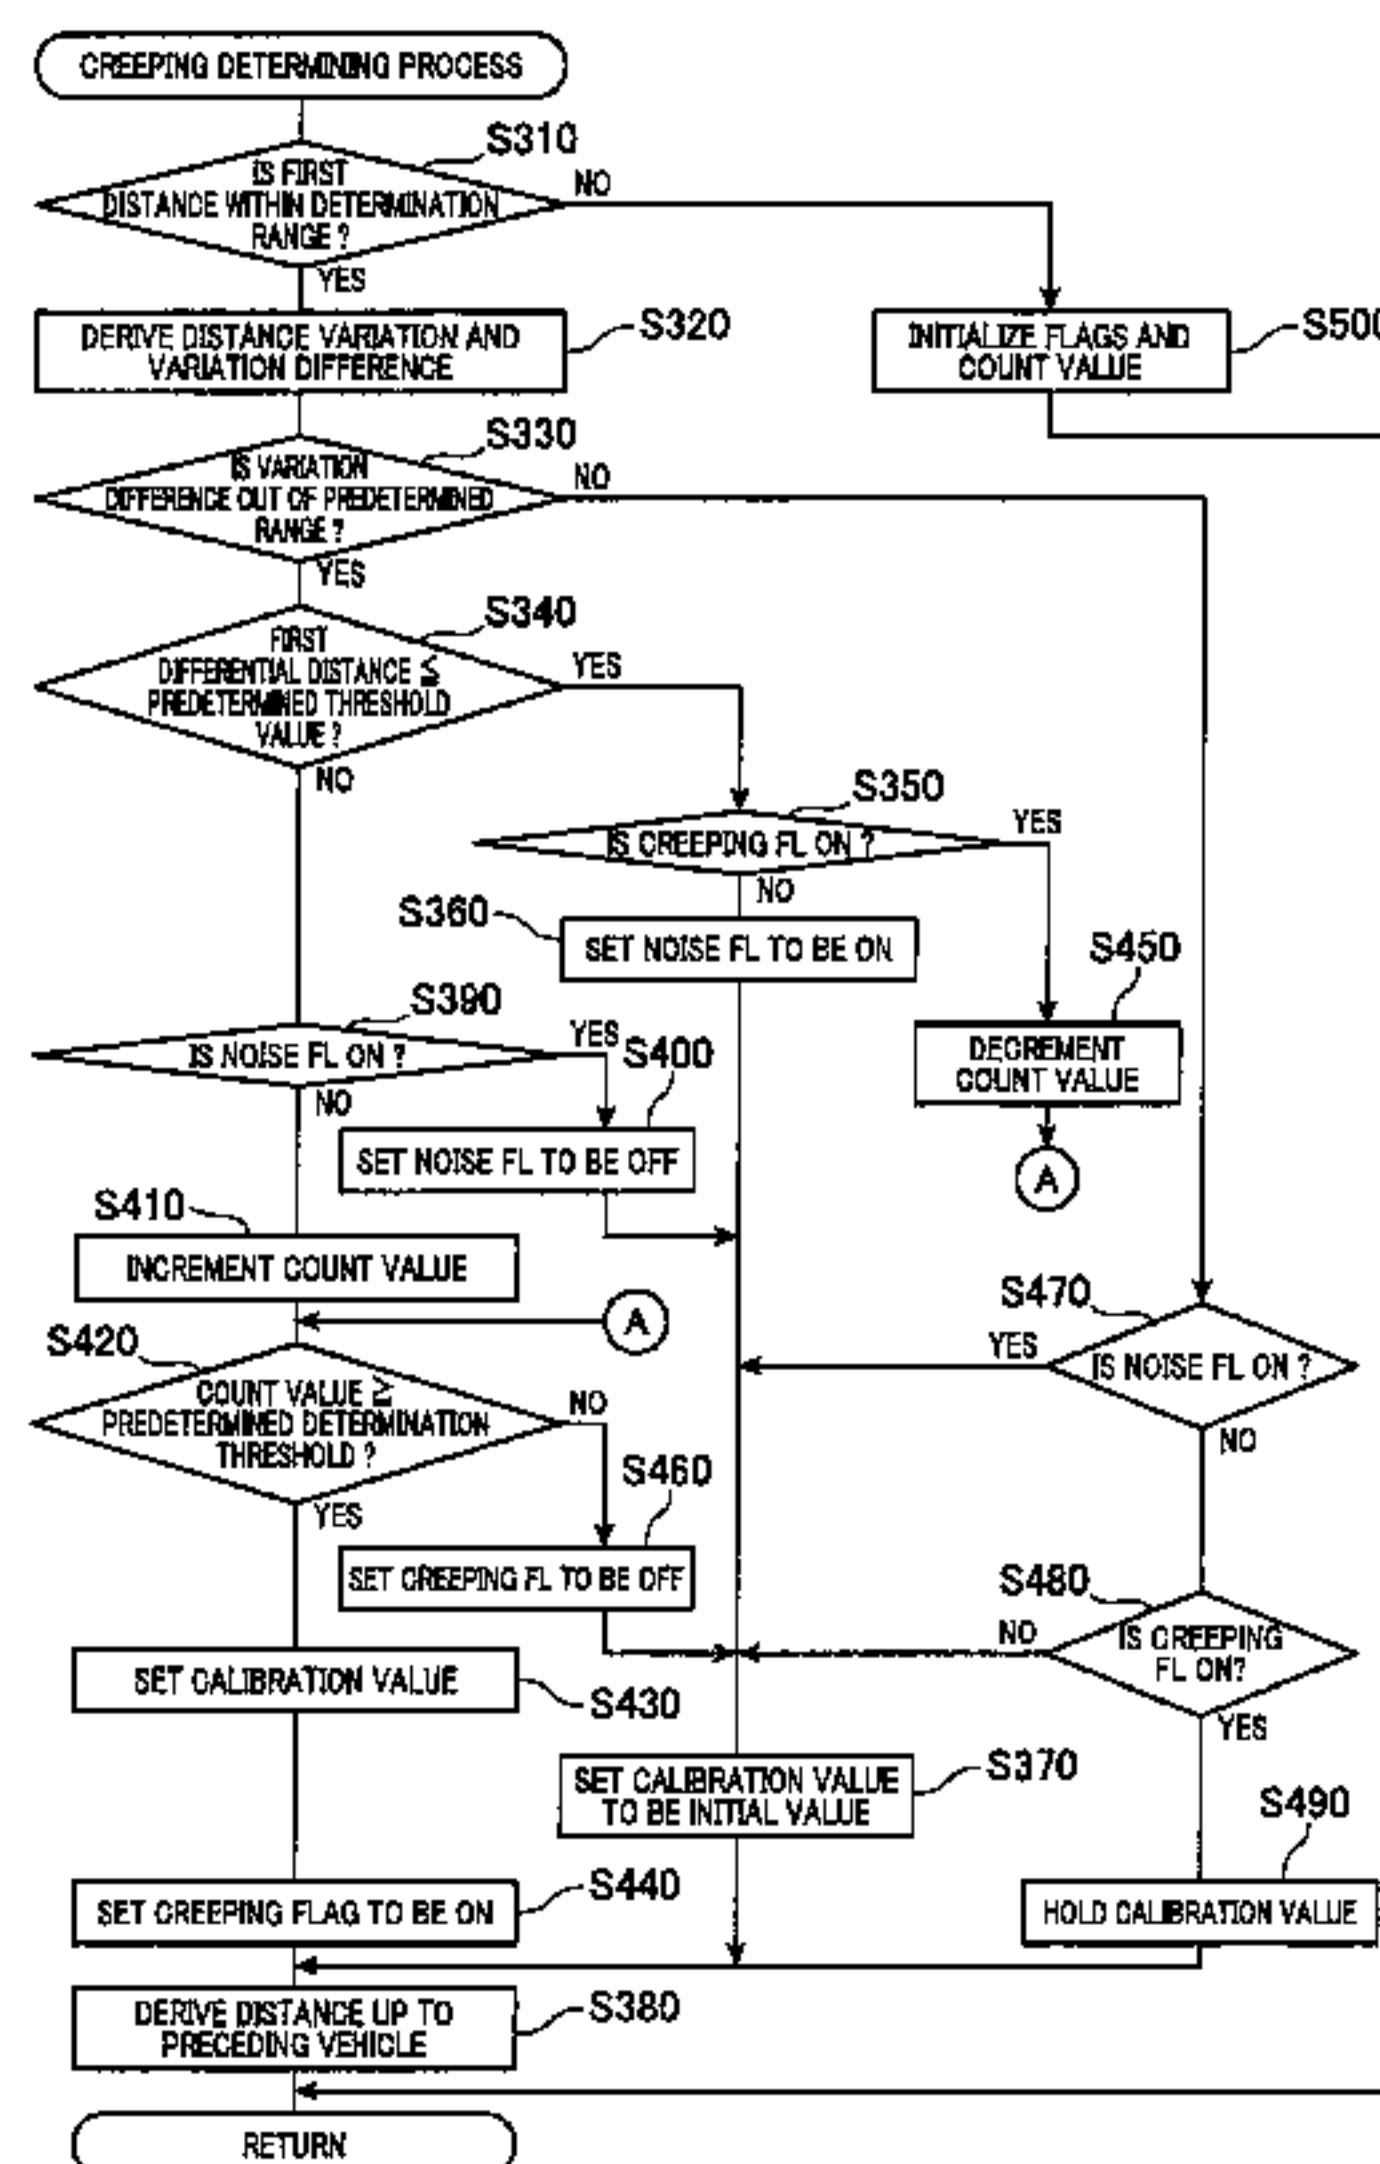 CREEPING DETERMINING PROCESS
S310
IS FIRST
DISTANCE WITHIN DETERMINATION
RANGE ?
NO
YES
DERIVE DISTANCE VARIATION AND
VARIATION DIFFERENCE
S320
INITIALIZE FLAGS AND
COUNT VALUE
S500
S330
IS VARIATION
DIFFERENCE OUT OF PREDETERMINED
RANGE ?
NO
YES
S340
FIRST
DIFFERENTIAL DISTANCE ≦
PREDETERMINED THRESHOLD
VALUE ?
YES
NO
S350
IS CREEPING FL ON ?
YES
NO
S360
SET NOISE FL TO BE ON
S450
DECREMENT
COUNT VALUE
A
S390
IS NOISE FL ON ?
YES
NO
S400
SET NOISE FL TO BE OFF
S410
INCREMENT COUNT VALUE
A
S420
COUNT VALUE ≧
PREDETERMINED DETERMINATION
THRESHOLD ?
NO
YES
S470
IS NOISE FL ON ?
YES
NO
S460
SET CREEPING FL TO BE OFF
S480
IS CREEPING
FL ON?
NO
YES
SET CALIBRATION VALUE
S430
SET CALIBRATION VALUE
TO BE INITIAL VALUE
S370
S490
HOLD CALIBRATION VALUE
SET CREEPING FLAG TO BE ON
S440
DERIVE DISTANCE UP TO
PRECEDING VEHICLE
S380
RETURN